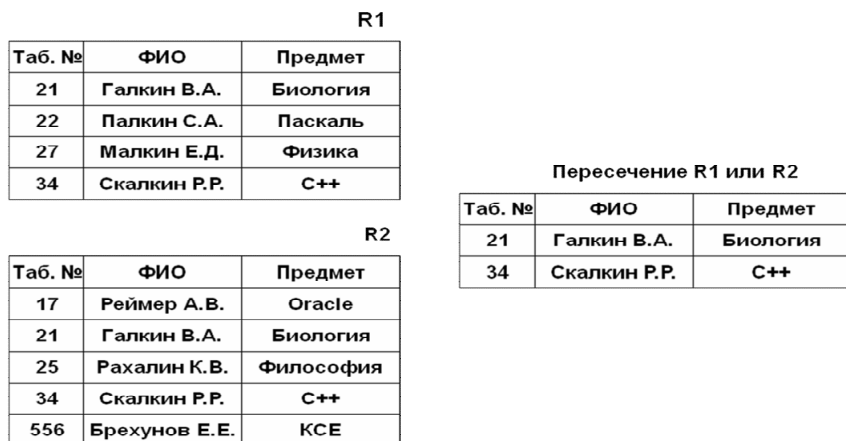 R1
Таб. № ФИО Предмет
21 Галкин В.А. Биология
22 Палкин С.А. Паскаль
27 Малкин Е.Д. Физика
34 Скалкин Р.Р. С++
R2
Таб. № ФИО Предмет
17 Реймер А.В. Oracle
21 Галкин В.А. Биология
25 Рахалин К.В. Философия
34 Скалкин Р.Р. С++
556 Брехунов Е.Е. КСЕ
Пересечение R1 или R2
Таб. № ФИО Предмет
21 Галкин В.А. Биология
34 Скалкин Р.Р. С++